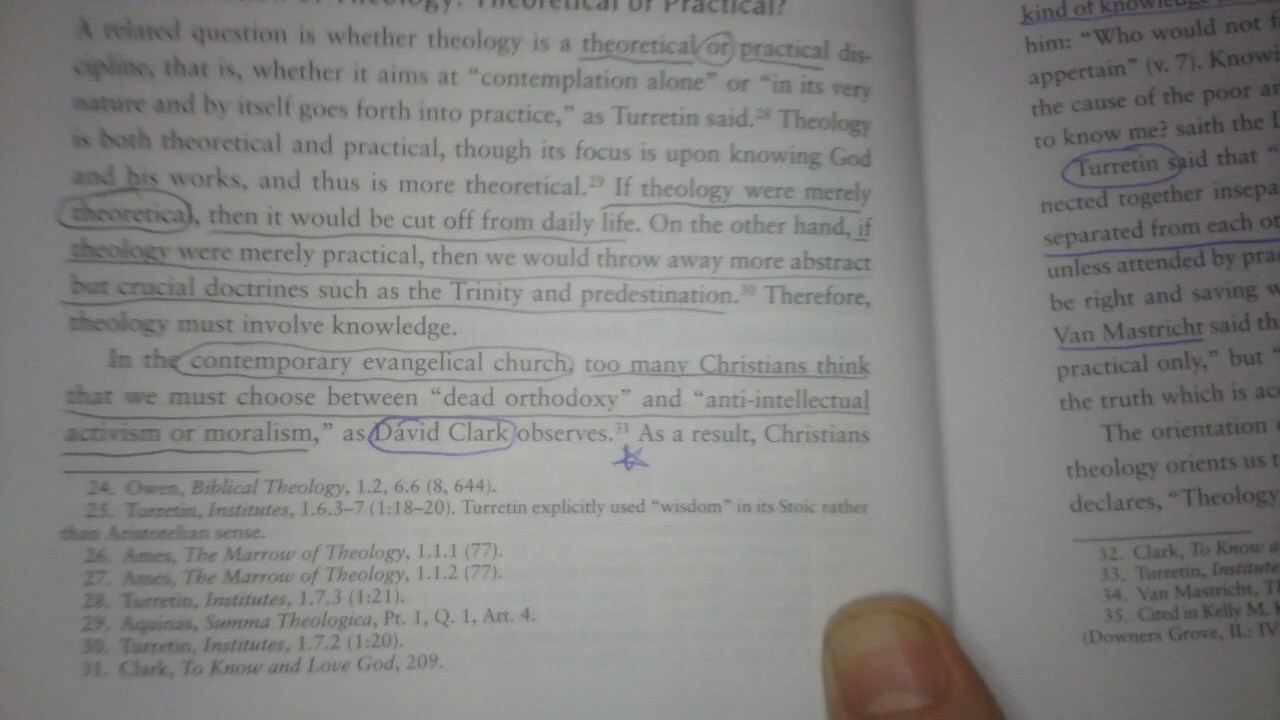 of Theology: Theoretical or Practical?
A related question is whether theology is a theoretical or practical dis-
cipline, that is, whether it aims at “contemplation alone” or “in its very
nature and by itself goes forth into practice,” as Turretin said.28 Theology
is both theoretical and practical, though its focus is upon knowing God
and his works, and thus is more theoretical.29 If theology were merely
theoretical, then it would be cut off from daily life. On the other hand, if
theology were merely practical, then we would throw away more abstract
but crucial doctrines such as the Trinity and predestination.30 Therefore,
theology must involve knowledge.
In the contemporary evangelical church, too many Christians think
that we must choose between “dead orthodoxy” and “anti-intellectual
activism or moralism,” as David Clark observes.31 As a result, Christians
24. Owen, Biblical Theology, 1.2, 6.6 (8, 644).
25. Turretin, Institutes, 1.6.3–7 (1:18–20). Turretin explicitly used “wisdom” in its Stoic rather
than Aristotelian sense.
26. Ames, The Marrow of Theology, 1.1.1 (77).
27. Ames, The Marrow of Theology, 1.1.2 (77).
28. Turretin, Institutes, 1.7.3 (1:21).
29. Aquinas, Summa Theologica, Pt. 1, Q. 1, Art. 4.
30. Turretin, Institutes, 1.7.2 (1:20).
31. Clark, To Know and Love God, 209.
kind of knowledge
him: “Who would not
appertain” (v. 7).
the cause of the poor
to know me? saith the
Turretin said that “
nected together
separated from each
unless attended by
be right and saving
Van Mastricht said
practical only,” but “
the truth which is
The orientation
theology orients us
declares, “Theology
32. Clark, To Know
33. Turretin,
34. Van Mastricht,
35. Cited in Kelly M.
(Downers Grove, IL: IV